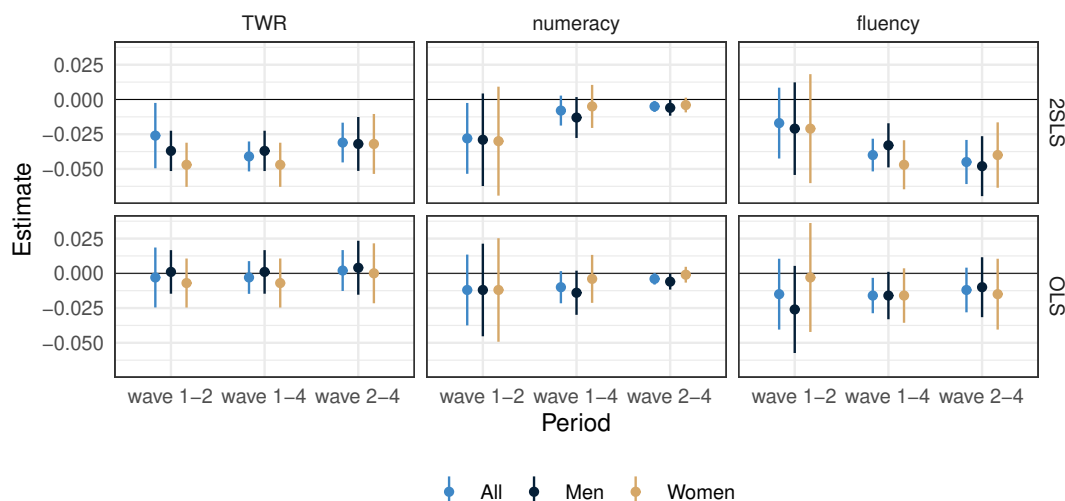 TWR numeracy fluency
0.025
0.000
−0.025
−0.050
2SLS
0.025
0.000
−0.025
−0.050
OLS
Estimate
wave 1−2 wave 1−4 wave 2−4 wave 1−2 wave 1−4 wave 2−4 wave 1−2 wave 1−4 wave 2−4
Period
All Men Women